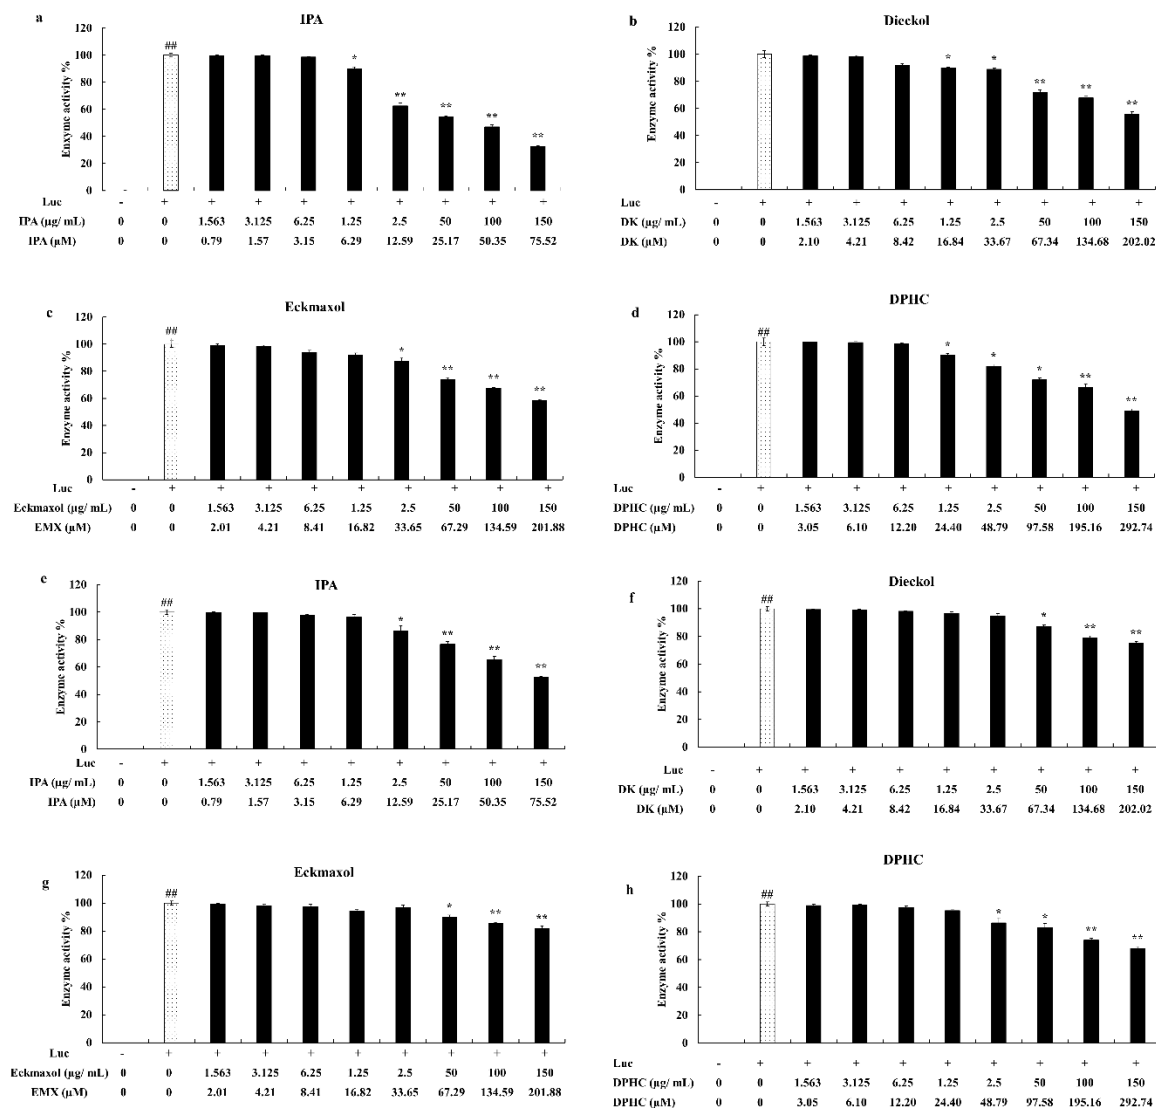 a
IPA
Enxyme activity %
120
100
80
60
40
20
0
##
*
**
**
**
**
-
Luc + + + + + + + + +
IPA (μg/ mL) 0 0 1.563 3.125 6.25 1.25 2.5 50 100 150
IPA (μM) 0 0 0.79 1.57 3.15 6.29 12.59 25.17 50.35 75.52
b
Dieckol
Enzyme activity %
120
100
80
60
40
20
0
*
*
**
**
**
Luc - + + + + + + + + +
DK (μg/ mL) 0 0 1.563 3.125 6.25 1.25 2.5 50 100 150
DK (μM) 0 0 2.10 4.21 8.42 16.84 33.67 67.34 134.68 202.02
c
Eckmaxol
Enzyme activity %
120
100
80
60
40
20
0
##
*
**
**
**
Luc - + + + + + + + + +
Eckmaxol (μg/ mL) 0 0 1.563 3.125 6.25 1.25 2.5 50 100 150
EMX (μM) 0 0 2.01 4.21 8.41 16.82 33.65 67.29 134.59 201.88
d
DPHC
Enzyme activity %
120
100
80
60
40
20
0
##
*
*
*
**
**
Luc - + + + + + + + + +
DPHC (μg/ mL) 0 0 1.563 3.125 6.25 1.25 2.5 50 100 150
DPHC (μM) 0 0 3.05 6.10 12.20 24.40 48.79 97.58 195.16 292.74
e
IPA
Enzyme activity %
120
100
80
60
40
20
0
##
*
**
**
**
Luc - + + + + + + + + +
IPA (μg/ mL) 0 0 1.563 3.125 6.25 1.25 2.5 50 100 150
IPA (μM) 0 0 0.79 1.57 3.15 6.29 12.59 25.17 50.35 75.52
f
Dieckol
Enzyme activity %
120
100
80
60
40
20
0
##
*
**
**
Luc - + + + + + + + + +
DK (μg/ mL) 0 0 1.563 3.125 6.25 1.25 2.5 50 100 150
DK (μM) 0 0 2.10 4.21 8.42 16.84 33.67 67.34 134.68 202.02
g
Eckmaxol
Enzyme activity %
120
100
80
60
40
20
0
##
*
**
**
Luc - + + + + + + + + +
Eckmaxol (μg/ mL) 0 0 1.563 3.125 6.25 1.25 2.5 50 100 150
EMX (μM) 0 0 2.01 4.21 8.41 16.82 33.65 67.29 134.59 201.88
h
DPHC
Enzyme activity %
120
100
80
60
40
20
0
##
*
*
**
**
Luc - + + + + + + + + +
DPHC (μg/ mL) 0 0 1.563 3.125 6.25 1.25 2.5 50 100 150
DPHC (μM) 0 0 3.05 6.10 12.20 24.40 48.79 97.58 195.16 292.74